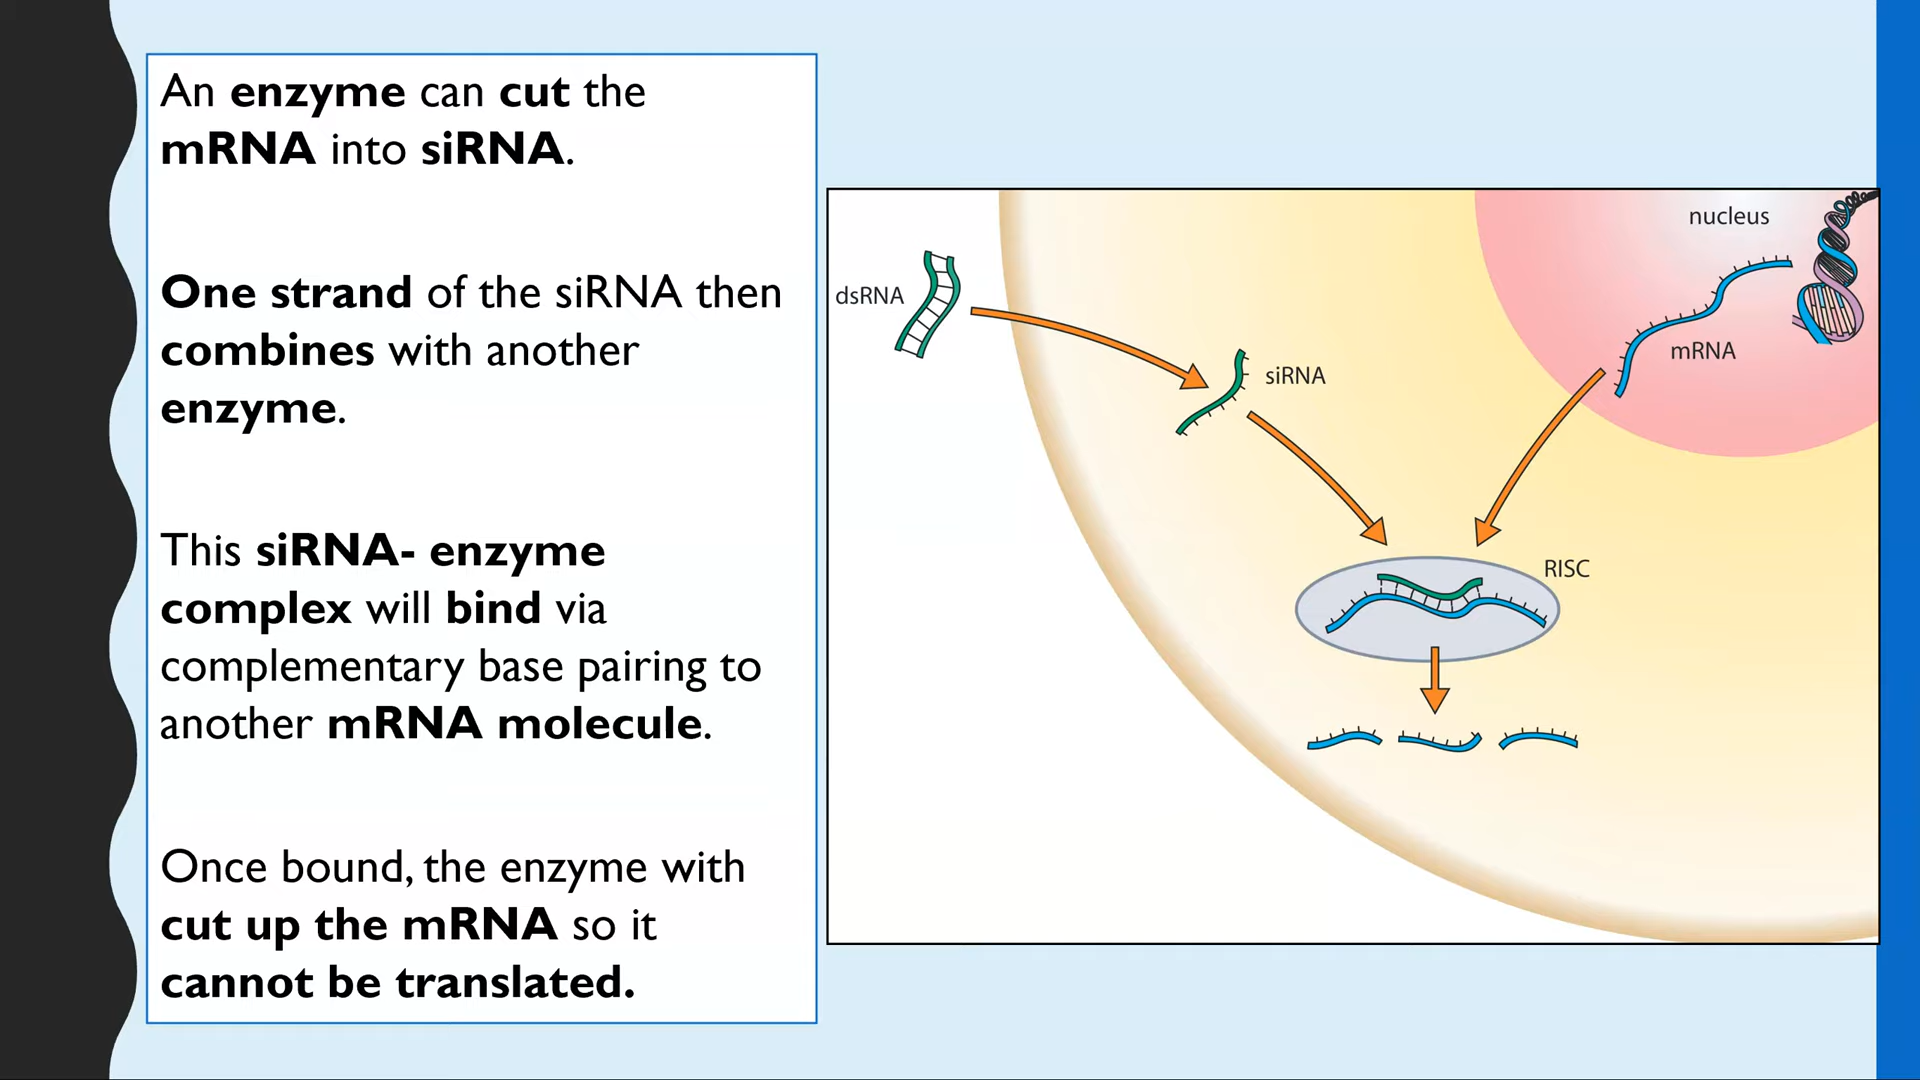 An enzyme can cut the
mRNA into siRNA.
One strand of the siRNA then
combines with another
enzyme.
This siRNA- enzyme
complex will bind via
complementary base pairing to
another mRNA molecule.
Once bound, the enzyme with
cut up the mRNA so it
cannot be translated.
nucleus
dsRNA
mRNA
siRNA
RISC